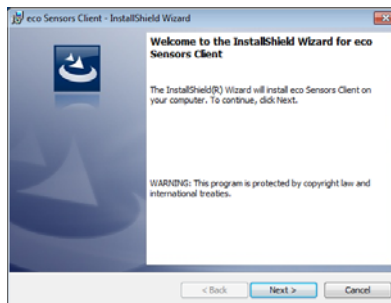 eco Sensors Client - InstallShield Wizard
Welcome to the InstallShield Wizard for eco
Sensors Client
The InstallShield(R) Wizard will install eco Sensors Client on
your computer. To continue, click Next.
WARNING: This program is protected by copyright law and
international treaties.
< Back
Next >
Cancel